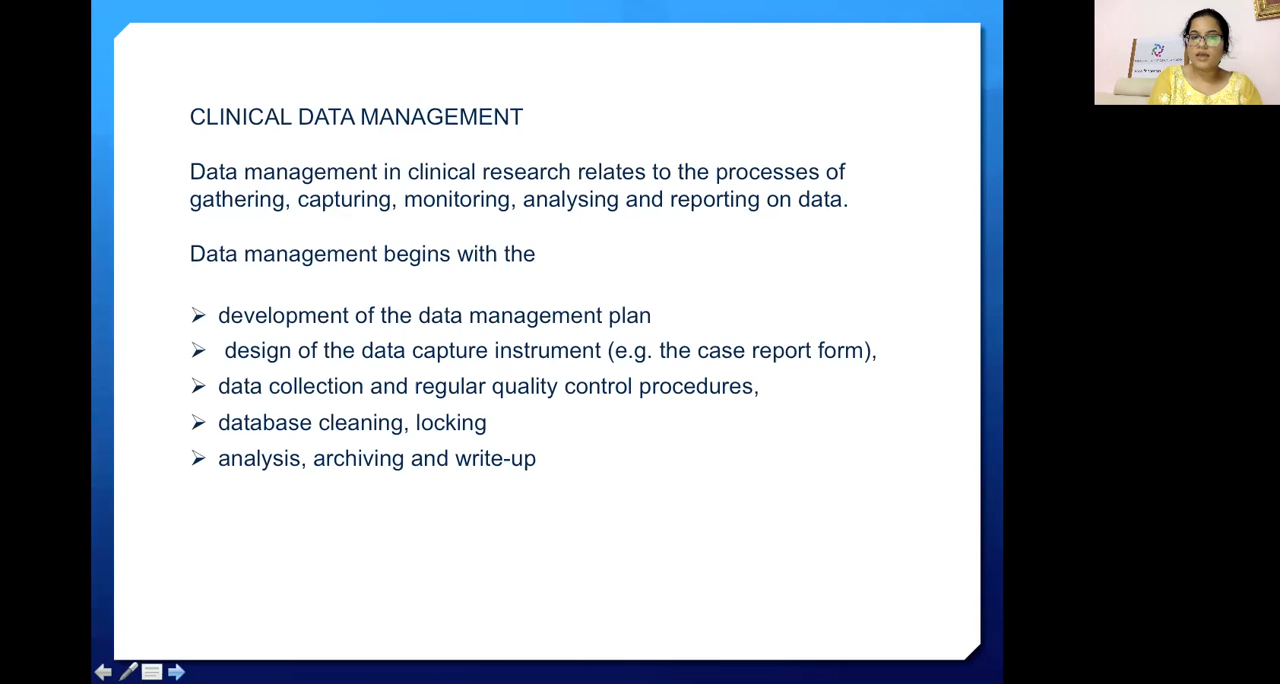 CLINICAL DATA MANAGEMENT
Data management in clinical research relates to the processes of
gathering, capturing, monitoring, analysing and reporting on data.
Data management begins with the
development of the data management plan
design of the data capture instrument (e.g. the case report form),
data collection and regular quality control procedures,
database cleaning, locking
analysis, archiving and write-up